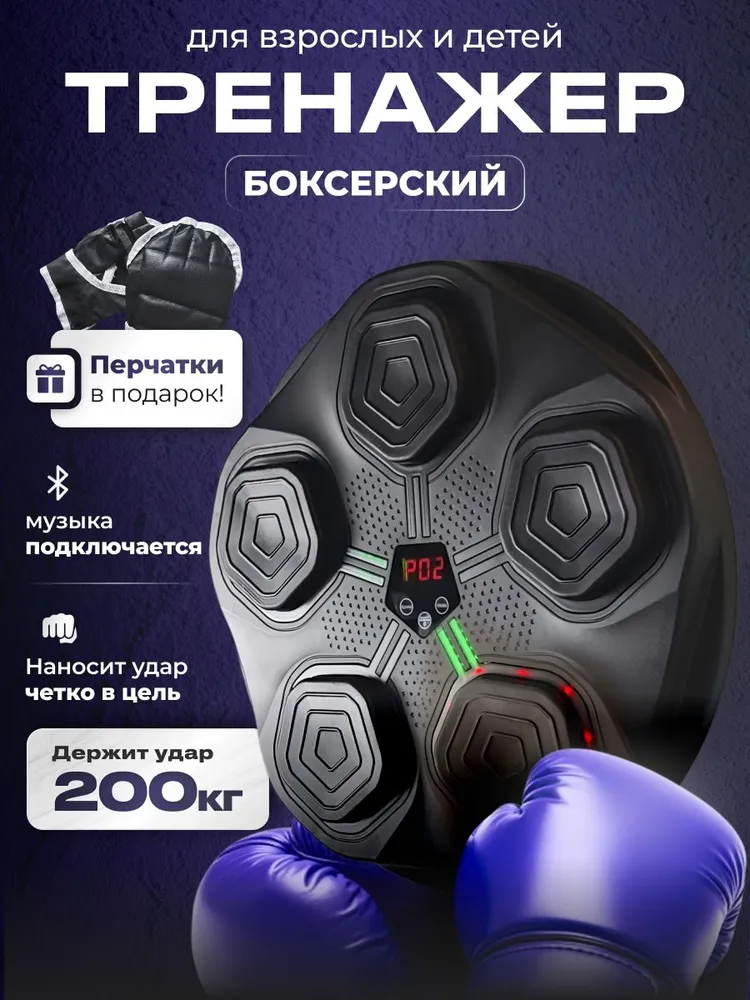 для взрослых и детей
ТРЕНАЖЕР
БОКСЕРСКИЙ
Перчатки
в подарок!
музыка
подключается
P02
Наносит удар
четко в цель
Держит удар
200кг